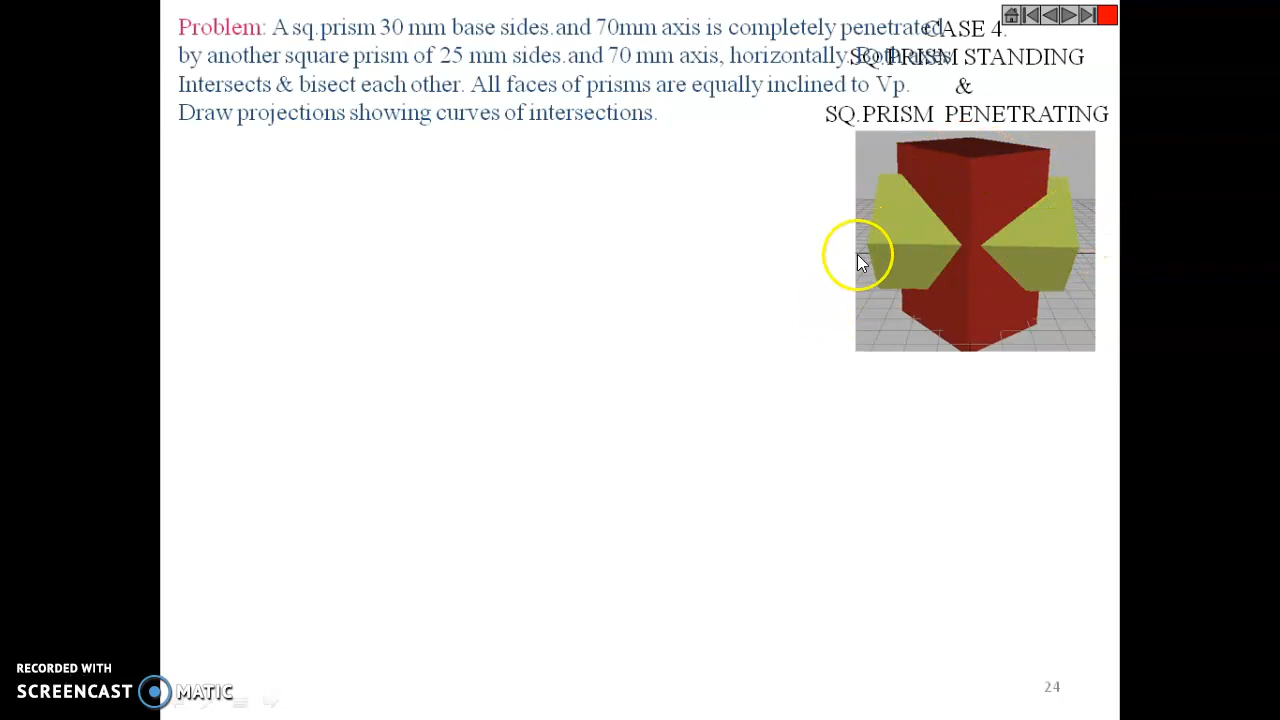 Problem: A sq.prism 30 mm base sides.and 70mm axis is completely penetrated
by another square prism of 25 mm sides.and 70 mm axis, horizontally. Both axes
Intersects & bisect each other. All faces of prisms are equally inclined to Vp.
Draw projections showing curves of intersections.
CASE 4.
SQ.PRISM STANDING
&
SQ.PRISM PENETRATING
24
RECORDED WITH
SCREENCAST MATIC